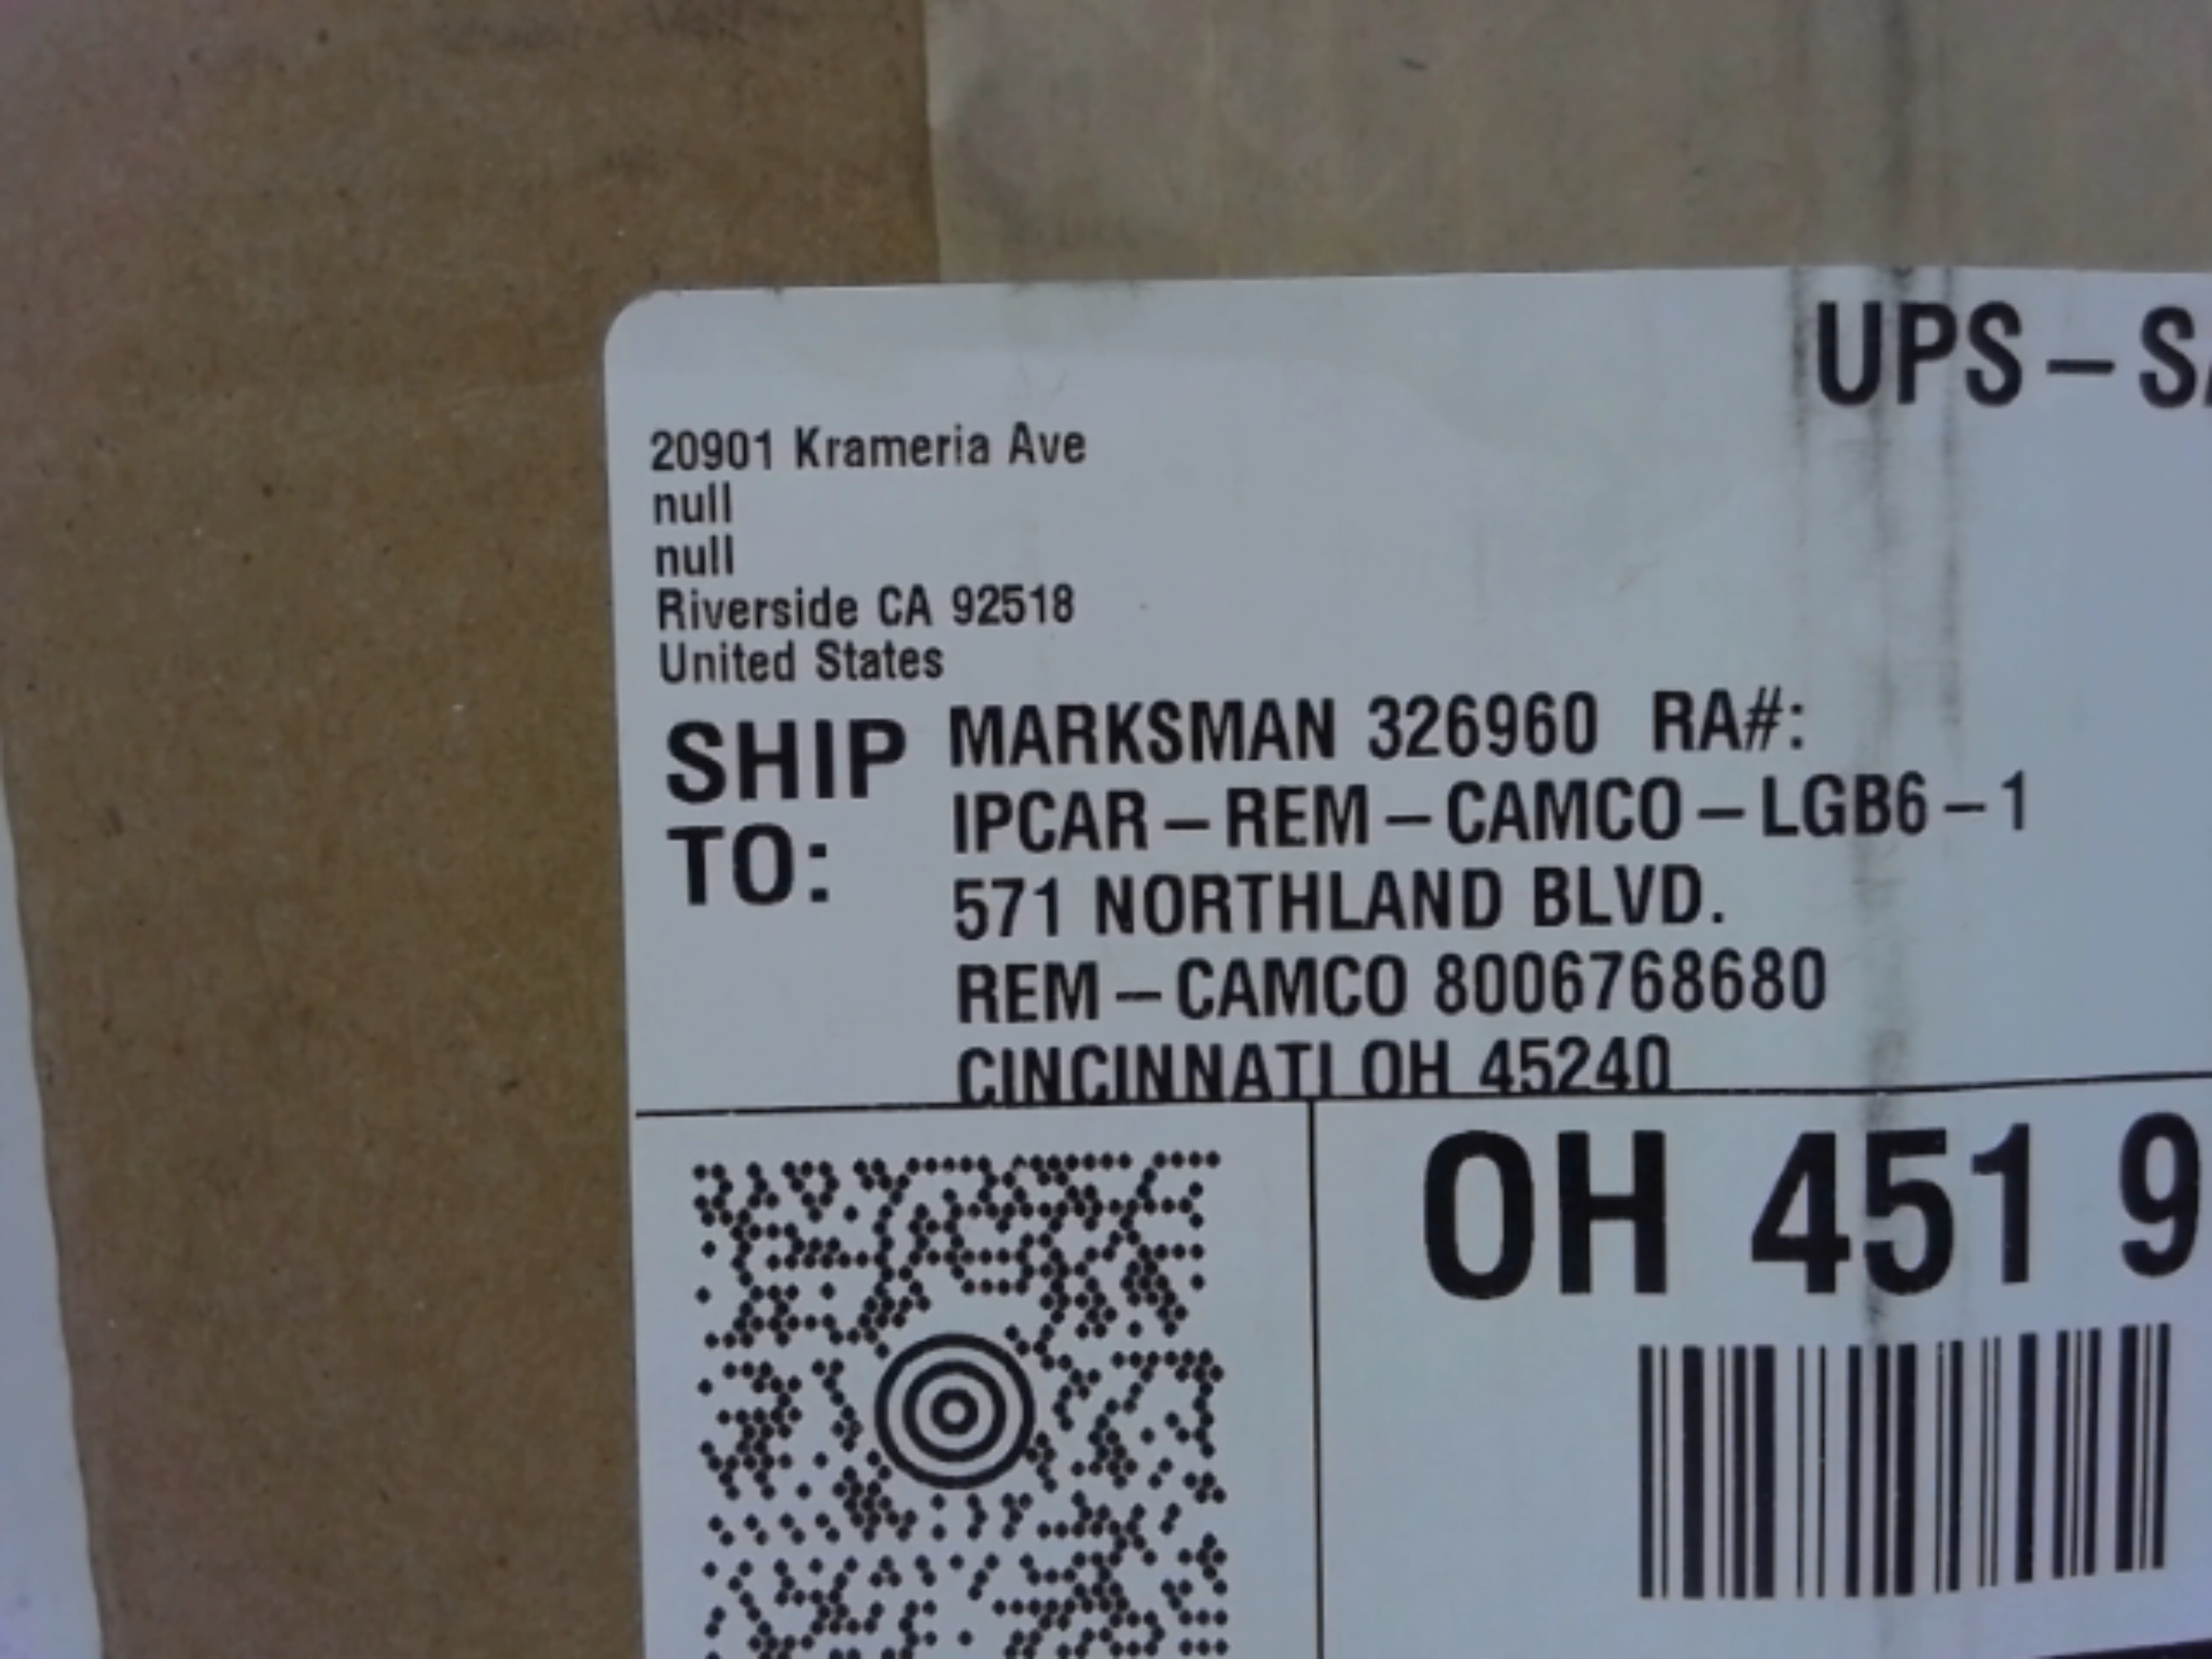 UPS – S
20901 Krameria Ave
null
null
Riverside CA 92518
United States
SHIP TO:
MARKSMAN 326960 RA#:
IPCAR – REM – CAMCO – LGB6 – 1
571 NORTHLAND BLVD.
REM – CAMCO 8006768680
CINCINNATI OH 45240
OH 451 9